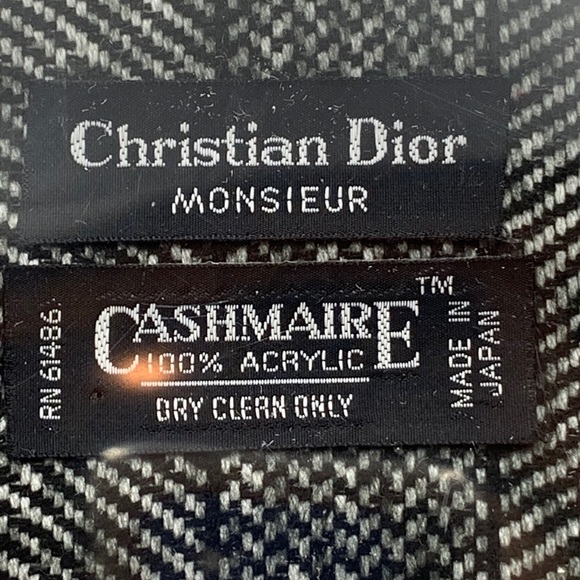 Christian Dior
MONSIEUR
CASHMAIRE™
100% ACRYLIC
DRY CLEAN ONLY
RN 61486
MADE IN
JAPAN